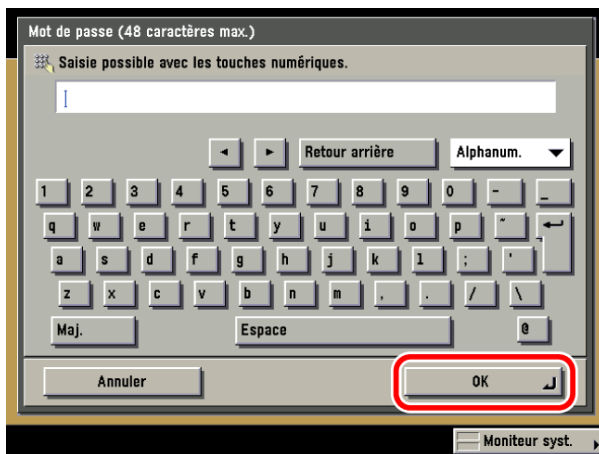 Mot de passe (48 caractères max.)
Saisie possible avec les touches numériques.
Retour arrière Alphanum.
1 2 3 4 5 6 7 8 9 0 - _
q w e r t y u i o p ~
a s d f g h j k l ; '
z x c v b n m , . / \
Maj. Espace @
Annuler OK
Moniteur syst.